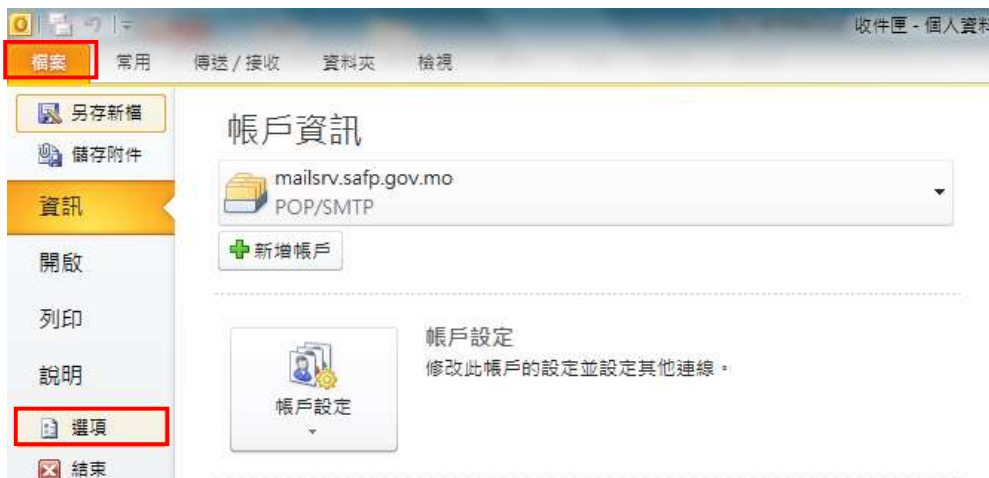 收件匣 - 個人資料
檔案 常用 傳送 / 接收 資料夾 檢視
另存新檔
儲存附件
資訊
開啟
列印
說明
選項
結束
帳戶資訊
mailsrv.safp.gov.mo
POP/SMTP
新增帳戶
帳戶設定
帳戶設定
修改此帳戶的設定並設定其他連線。